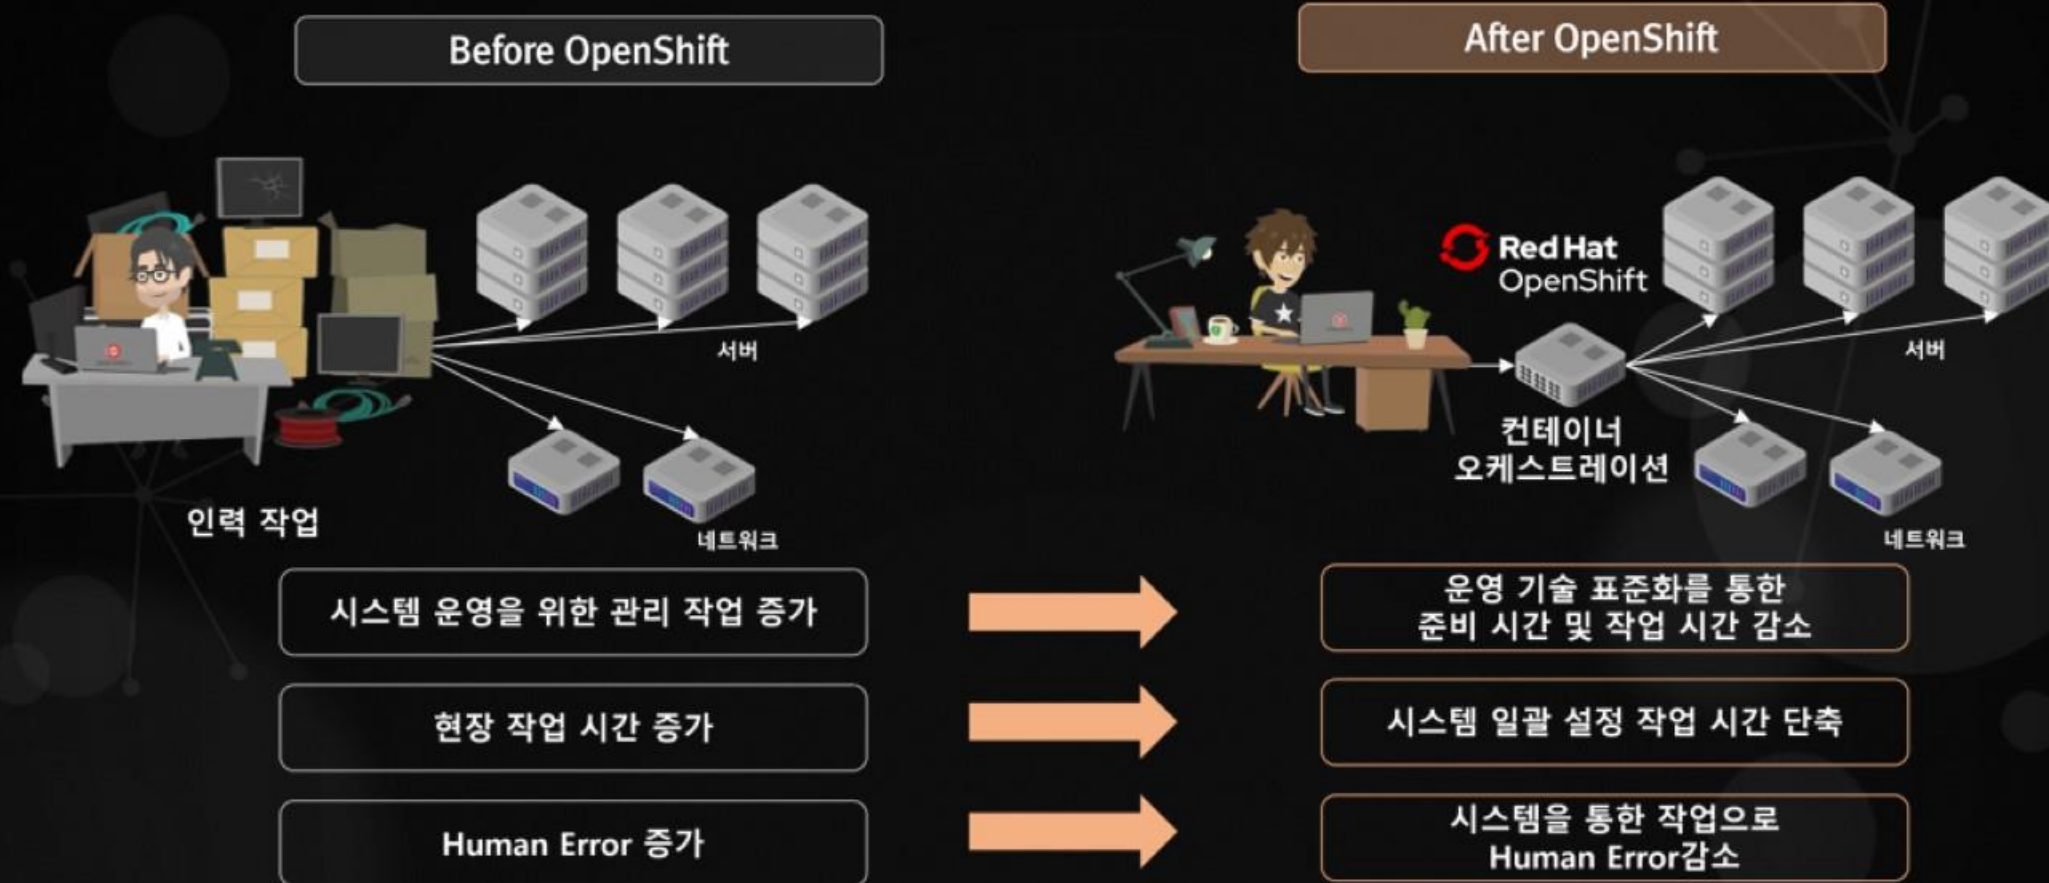 Before OpenShift
After OpenShift
Red Hat
OpenShift
서버
서버
컨테이너
오케스트레이션
인력 작업
네트워크
네트워크
시스템 운영을 위한 관리 작업 증가
운영 기술 표준화를 통한
준비 시간 및 작업 시간 감소
현장 작업 시간 증가
시스템 일괄 설정 작업 시간 단축
Human Error 증가
시스템을 통한 작업으로
Human Error감소